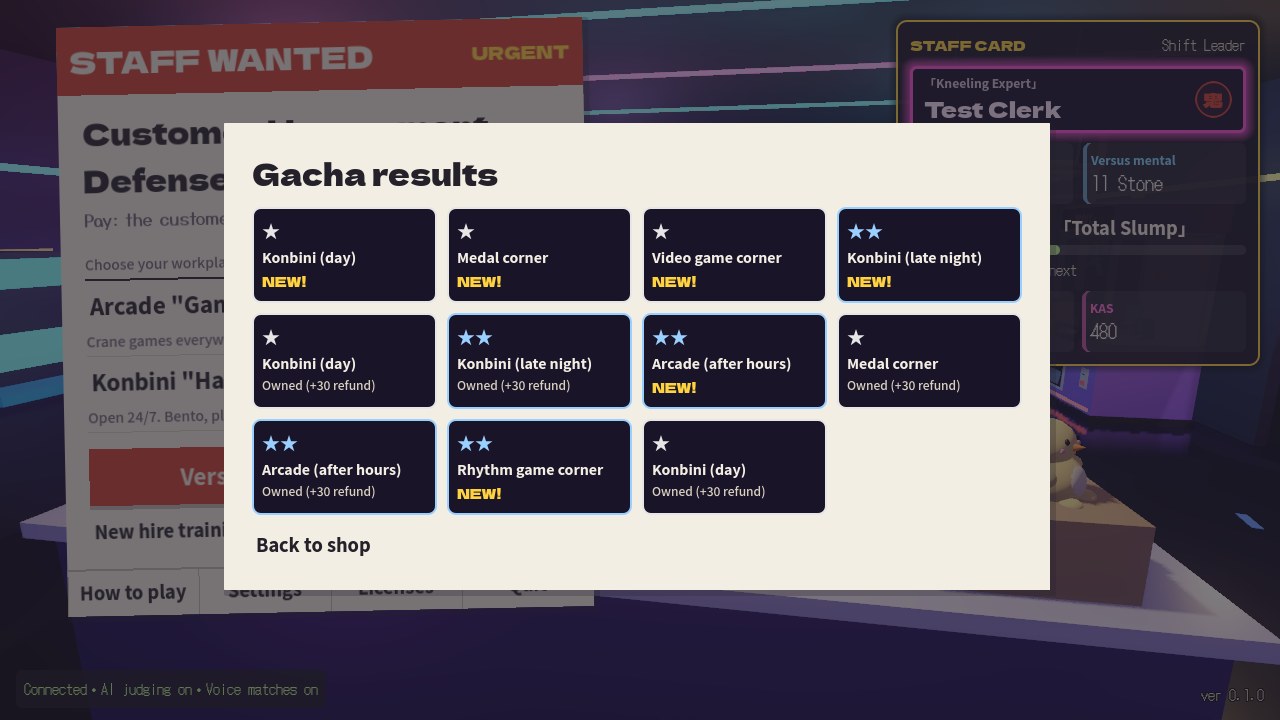 STAFF WANTED
URGENT
Pay: the custome
Choose your workpla
Arcade "Gan
Crane games everyw
Konbini "Ha
Open 24/7. Bento, pl
Vers
New hire traini
How to play
Settings
Licenses
STAFF CARD
Shift Leader
「Kneeling Expert」
Test Clerk
Versus mental
11 Stone
「Total Slump」
next
KAS
480
Gacha results
★
Konbini (day)
NEW!
★
Medal corner
NEW!
★
Video game corner
NEW!
★★
Konbini (late night)
NEW!
★
Konbini (day)
Owned (+30 refund)
★★
Konbini (late night)
Owned (+30 refund)
★★
Arcade (after hours)
NEW!
★
Medal corner
Owned (+30 refund)
★★
Arcade (after hours)
Owned (+30 refund)
★★
Rhythm game corner
NEW!
★
Konbini (day)
Owned (+30 refund)
Back to shop
Connected • AI judging on • Voice matches on
ver 0.1.0